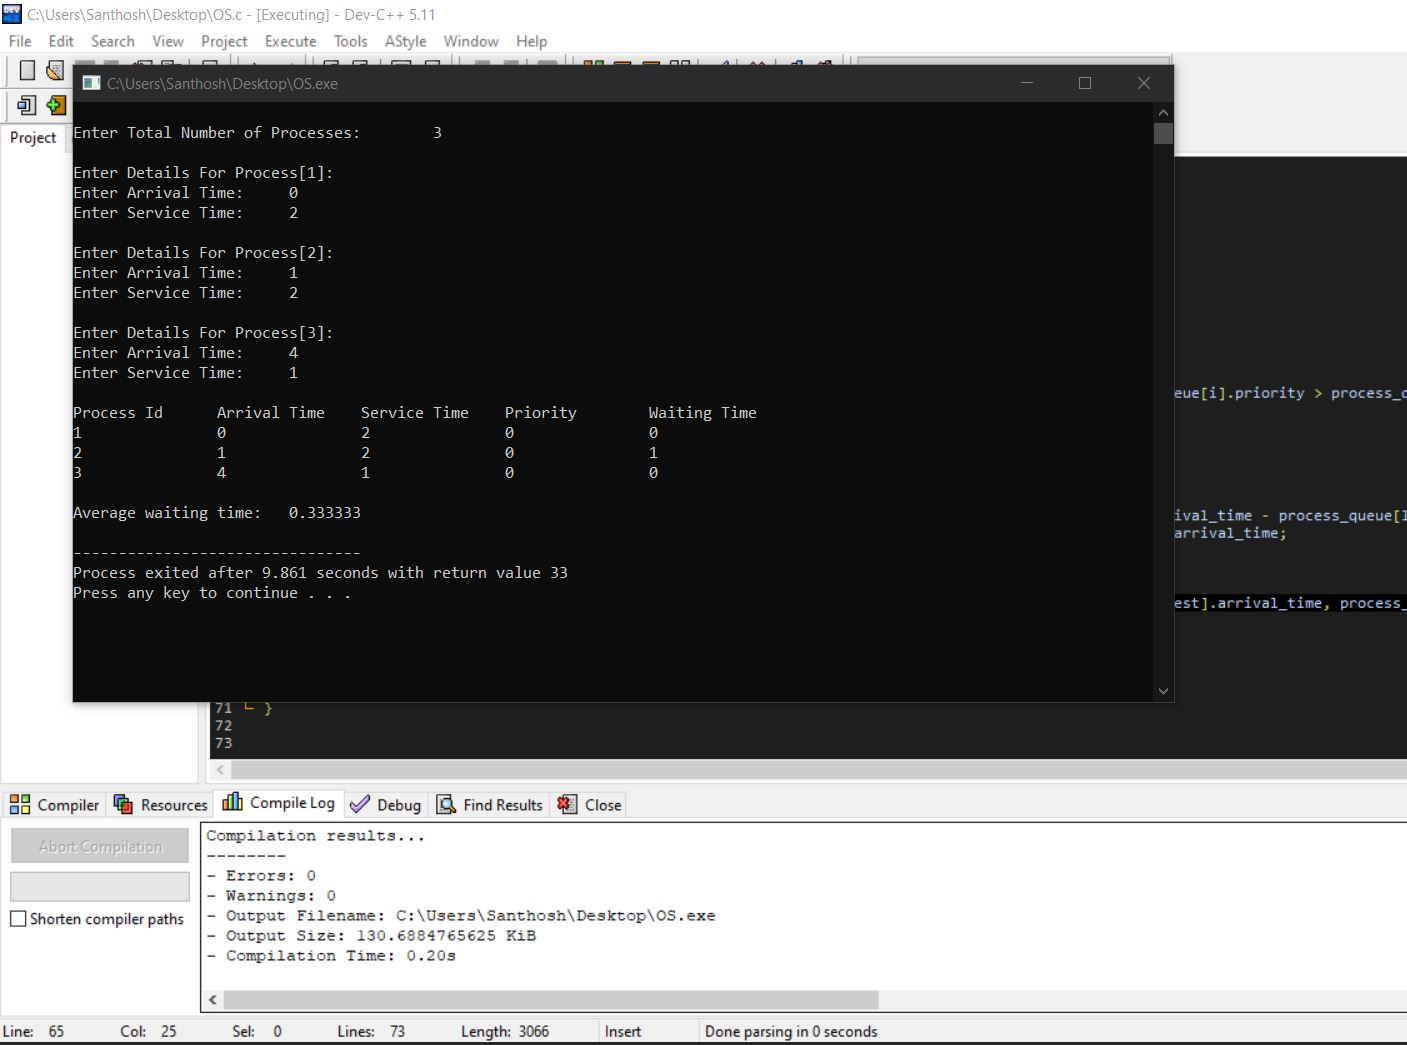 C:\Users\Santhosh\Desktop\OS.c - [Executing] - Dev-C++ 5.11
File Edit Search View Project Execute Tools AStyle Window Help
C:\Users\Santhosh\Desktop\OS.exe
Project
Enter Total Number of Processes: 3
Enter Details For Process[1]:
Enter Arrival Time: 0
Enter Service Time: 2
Enter Details For Process[2]:
Enter Arrival Time: 1
Enter Service Time: 2
Enter Details For Process[3]:
Enter Arrival Time: 4
Enter Service Time: 1
Process Id Arrival Time Service Time Priority Waiting Time
1 0 2 0 0
2 1 2 0 1
3 4 1 0 0
Average waiting time: 0.333333
--------------------------------
Process exited after 9.861 seconds with return value 33
Press any key to continue . . .
eue[i].priority > process_
ival_time - process_queue[
arrival_time;
est].arrival_time, process_
71 }
72
73
Compiler Resources Compile Log Debug Find Results Close
Abort Compilation
Shorten compiler paths
Compilation results...
--------
- Errors: 0
- Warnings: 0
- Output Filename: C:\Users\Santhosh\Desktop\OS.exe
- Output Size: 130.6884765625 KiB
- Compilation Time: 0.20s
Line: 65 Col: 25 Sel: 0 Lines: 73 Length: 3066 Insert Done parsing in 0 seconds